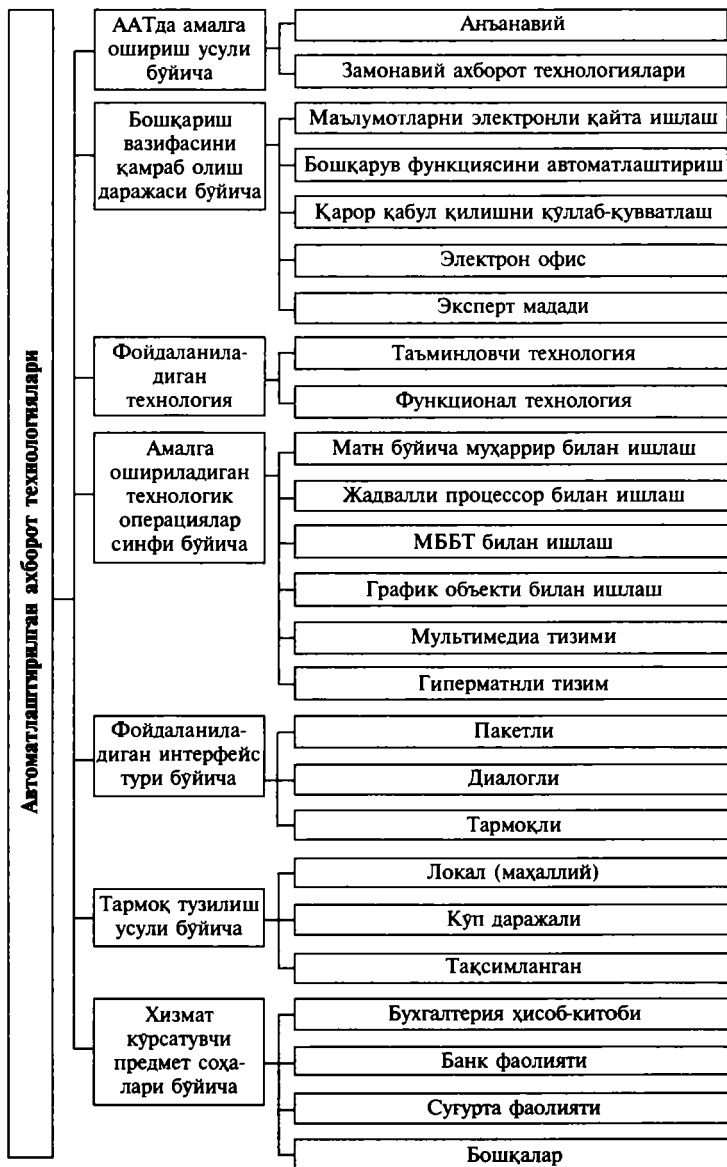 Автоматлаштирилган ахборот технологиялари
ААТда амалга
ошириш усули
бўйича
Анъанавий
Замонавий ахборот технологиялари
Бошқариш
вазифасини
қамраб олиш
даражаси бўйича
Маълумотларни электронли қайта ишлаш
Бошқарув функциясини автоматлаштириш
Қарор қабул қилишни қўллаб-қувватлаш
Электрон офис
Эксперт мадади
Фойдаланила-
диган
технология
Таъминловчи технология
Функционал технология
Амалга
ошириладиган
технологик
операциялар
синфи бўйича
Матн бўйича муҳаррир билан ишлаш
Жадвалли процессор билан ишлаш
МББТ билан ишлаш
График объекти билан ишлаш
Мультимедиа тизими
Гиперматнли тизим
Фойдаланила-
диган интерфейс
тури бўйича
Пакетли
Диалогли
Тармоқли
Тармоқ тузилиш
усули бўйича
Локал (маҳаллий)
Кўп даражали
Тақсимланган
Хизмат
кўрсатувчи
предмет соҳа-
лари бўйича
Бухгалтерия ҳисоб-китоби
Банк фаолияти
Суғурта фаолияти
Бошқалар